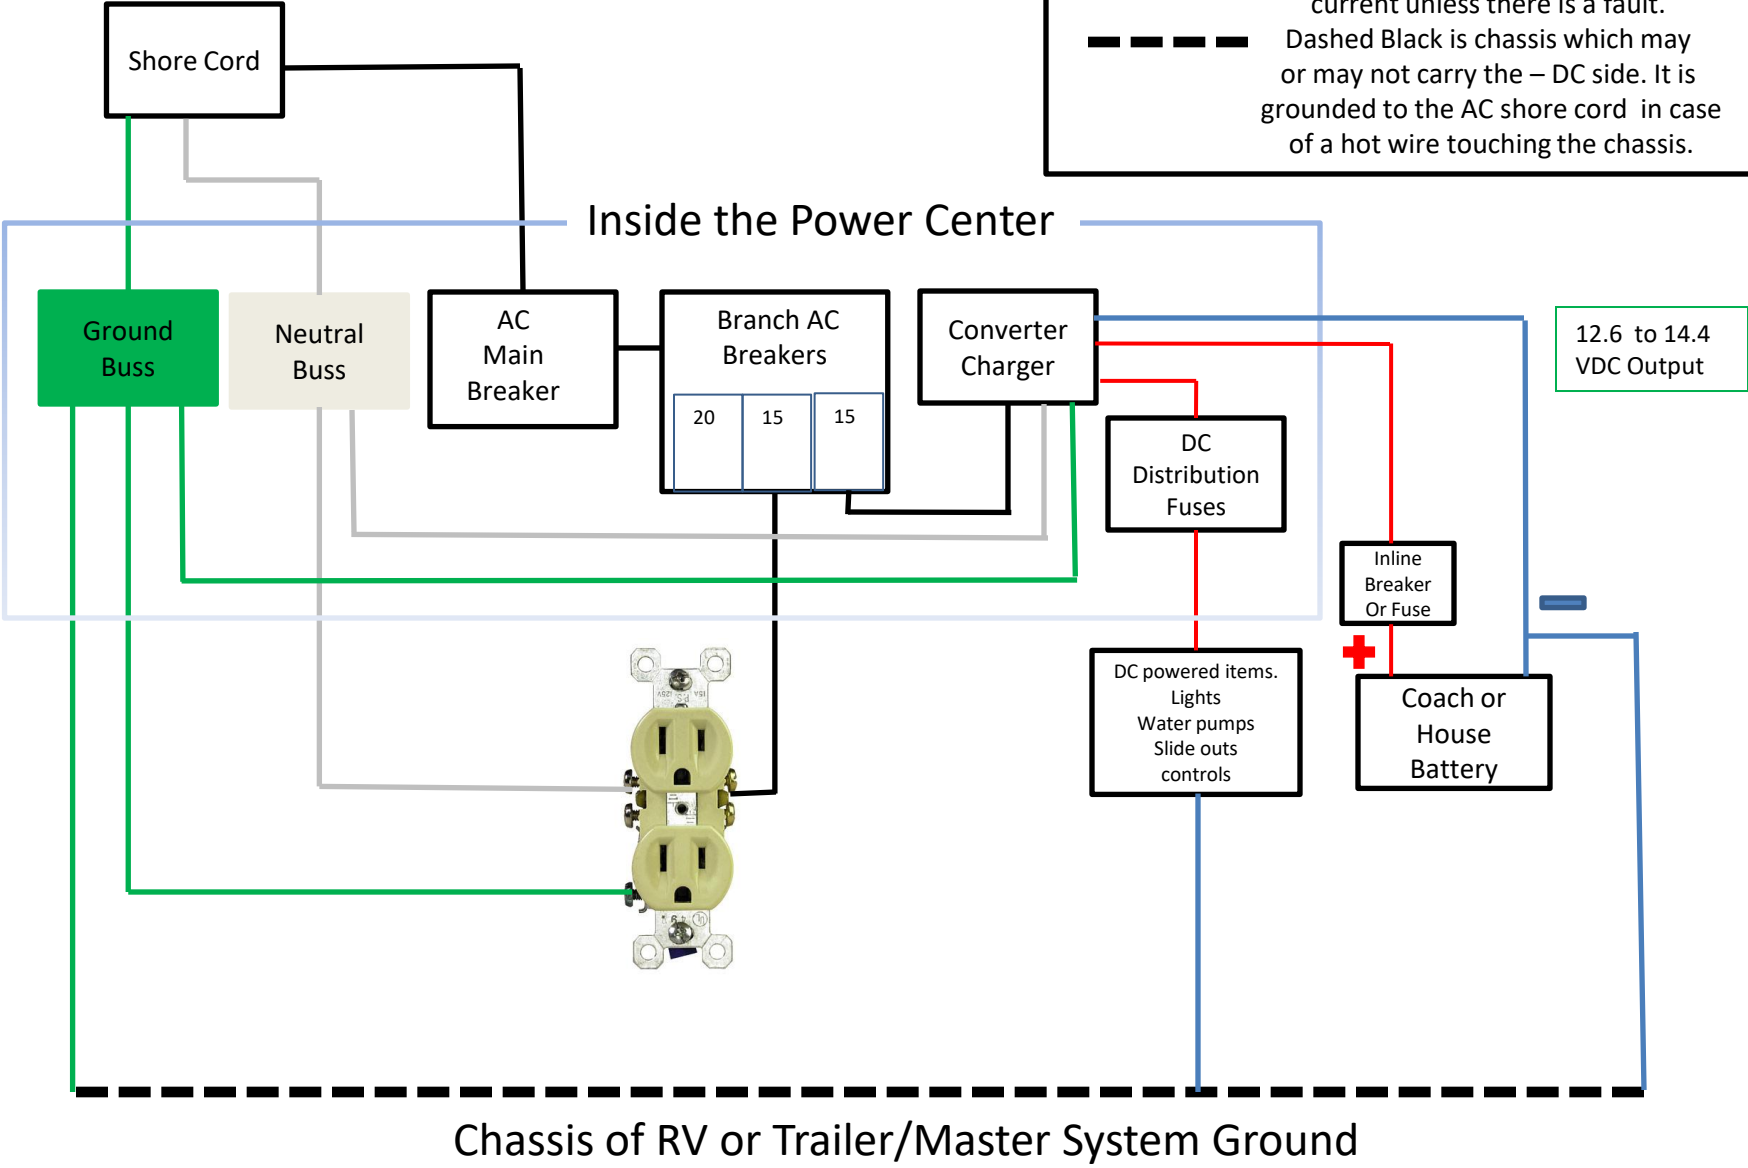 current unless there is a fault.
Dashed Black is chassis which may
or may not carry the – DC side. It is
grounded to the AC shore cord in case
of a hot wire touching the chassis.
Shore Cord
Inside the Power Center
Ground
Buss
Neutral
Buss
AC
Main
Breaker
Branch AC
Breakers
20
15
15
Converter
Charger
12.6 to 14.4
VDC Output
DC
Distribution
Fuses
Inline
Breaker
Or Fuse
DC powered items.
Lights
Water pumps
Slide outs
controls
Coach or
House
Battery
15A
125V
Chassis of RV or Trailer/Master System Ground